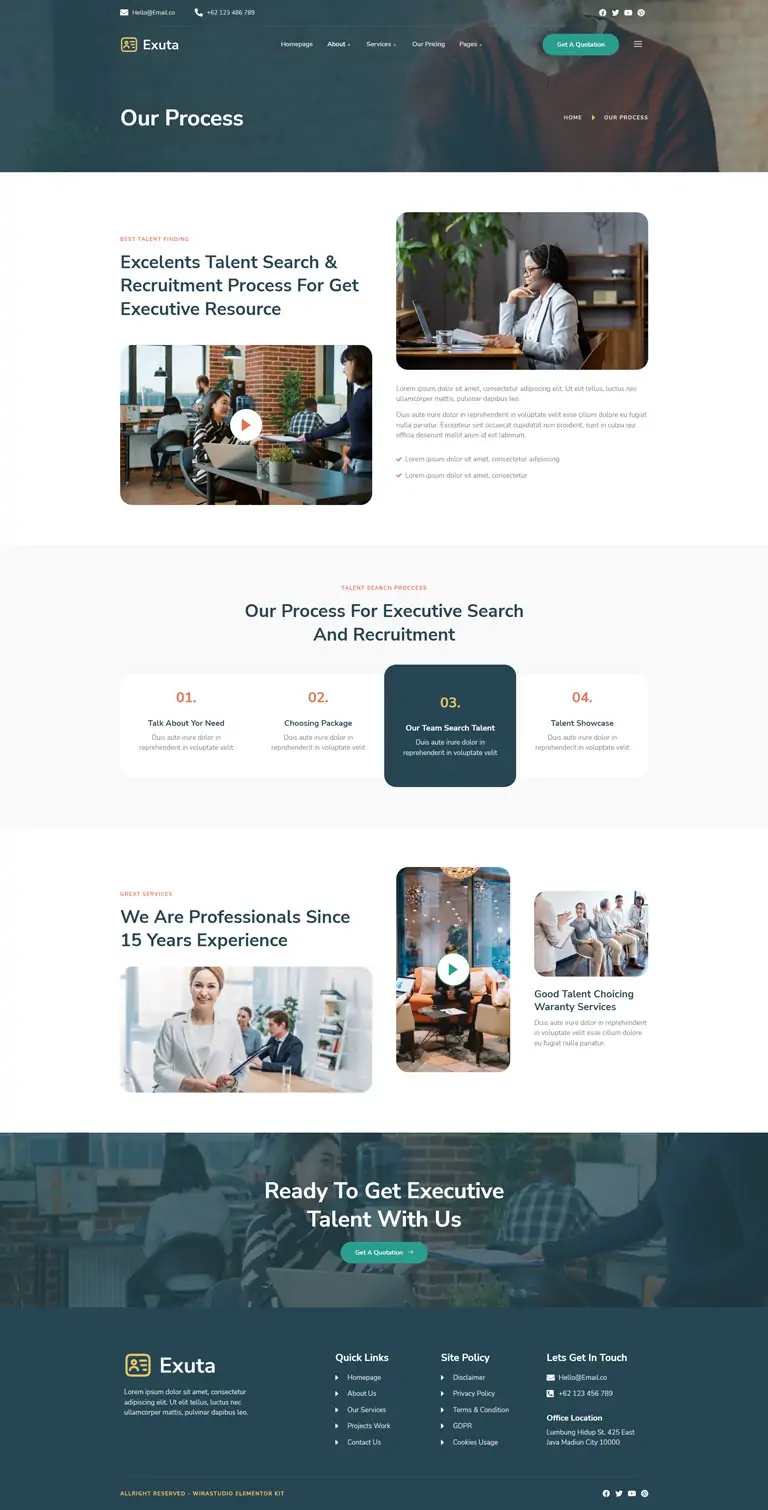 Hello@Email.co
+62 123 486 789
Exuta
Homepage
About
Services
Our Pricing
Pages
Get A Quotation
Our Process
HOME
OUR PROCESS
BEST TALENT FINDING
Excelents Talent Search &
Recruitment Process For Get
Executive Resource
Lorem ipsum dolor sit amet, consectetur adipiscing elit. Ut elit tellus, luctus nec
ullamcorper mattis, pulvinar dapibus leo.
Duis aute irure dolor in reprehenderit in voluptate velit esse cillum dolore eu fugiat
nulla pariatur. Excepteur sint occaecat cupidatat non proident, sunt in culpa qui
officia deserunt mollit anim id est laborum.
Lorem ipsum dolor sit amet, consectetur adipiscing
Lorem ipsum dolor sit amet, consectetur
TALENT SEARCH PROCCESS
Our Process For Executive Search
And Recruitment
01.
Talk About Yor Need
Duis aute irure dolor in
reprehenderit in voluptate velit
02.
Choosing Package
Duis aute irure dolor in
reprehenderit in voluptate velit
03.
Our Team Search Talent
Duis aute irure dolor in
reprehenderit in voluptate velit
04.
Talent Showcase
Duis aute irure dolor in
reprehenderit in voluptate velit
GREAT SERVICES
We Are Professionals Since
15 Years Experience
Good Talent Choicing
Waranty Services
Duis aute irure dolor in reprehenderit
in voluptate velit esse cillum dolore
eu fugiat nulla pariatur.
Ready To Get Executive
Talent With Us
Get A Quotation
Exuta
Lorem ipsum dolor sit amet, consectetur
adipiscing elit. Ut elit tellus, luctus nec
ullamcorper mattis, pulvinar dapibus leo.
Quick Links
Homepage
About Us
Our Services
Projects Work
Contact Us
Site Policy
Disclaimer
Privacy Policy
Terms & Condition
GDPR
Cookies Usage
Lets Get In Touch
Hello@Email.co
+62 123 456 789
Office Location
Lumbung Hidup St. 425 East
Java Madiun City 10000
ALLRIGHT RESERVED - WIRASTUDIO ELEMENTOR KIT